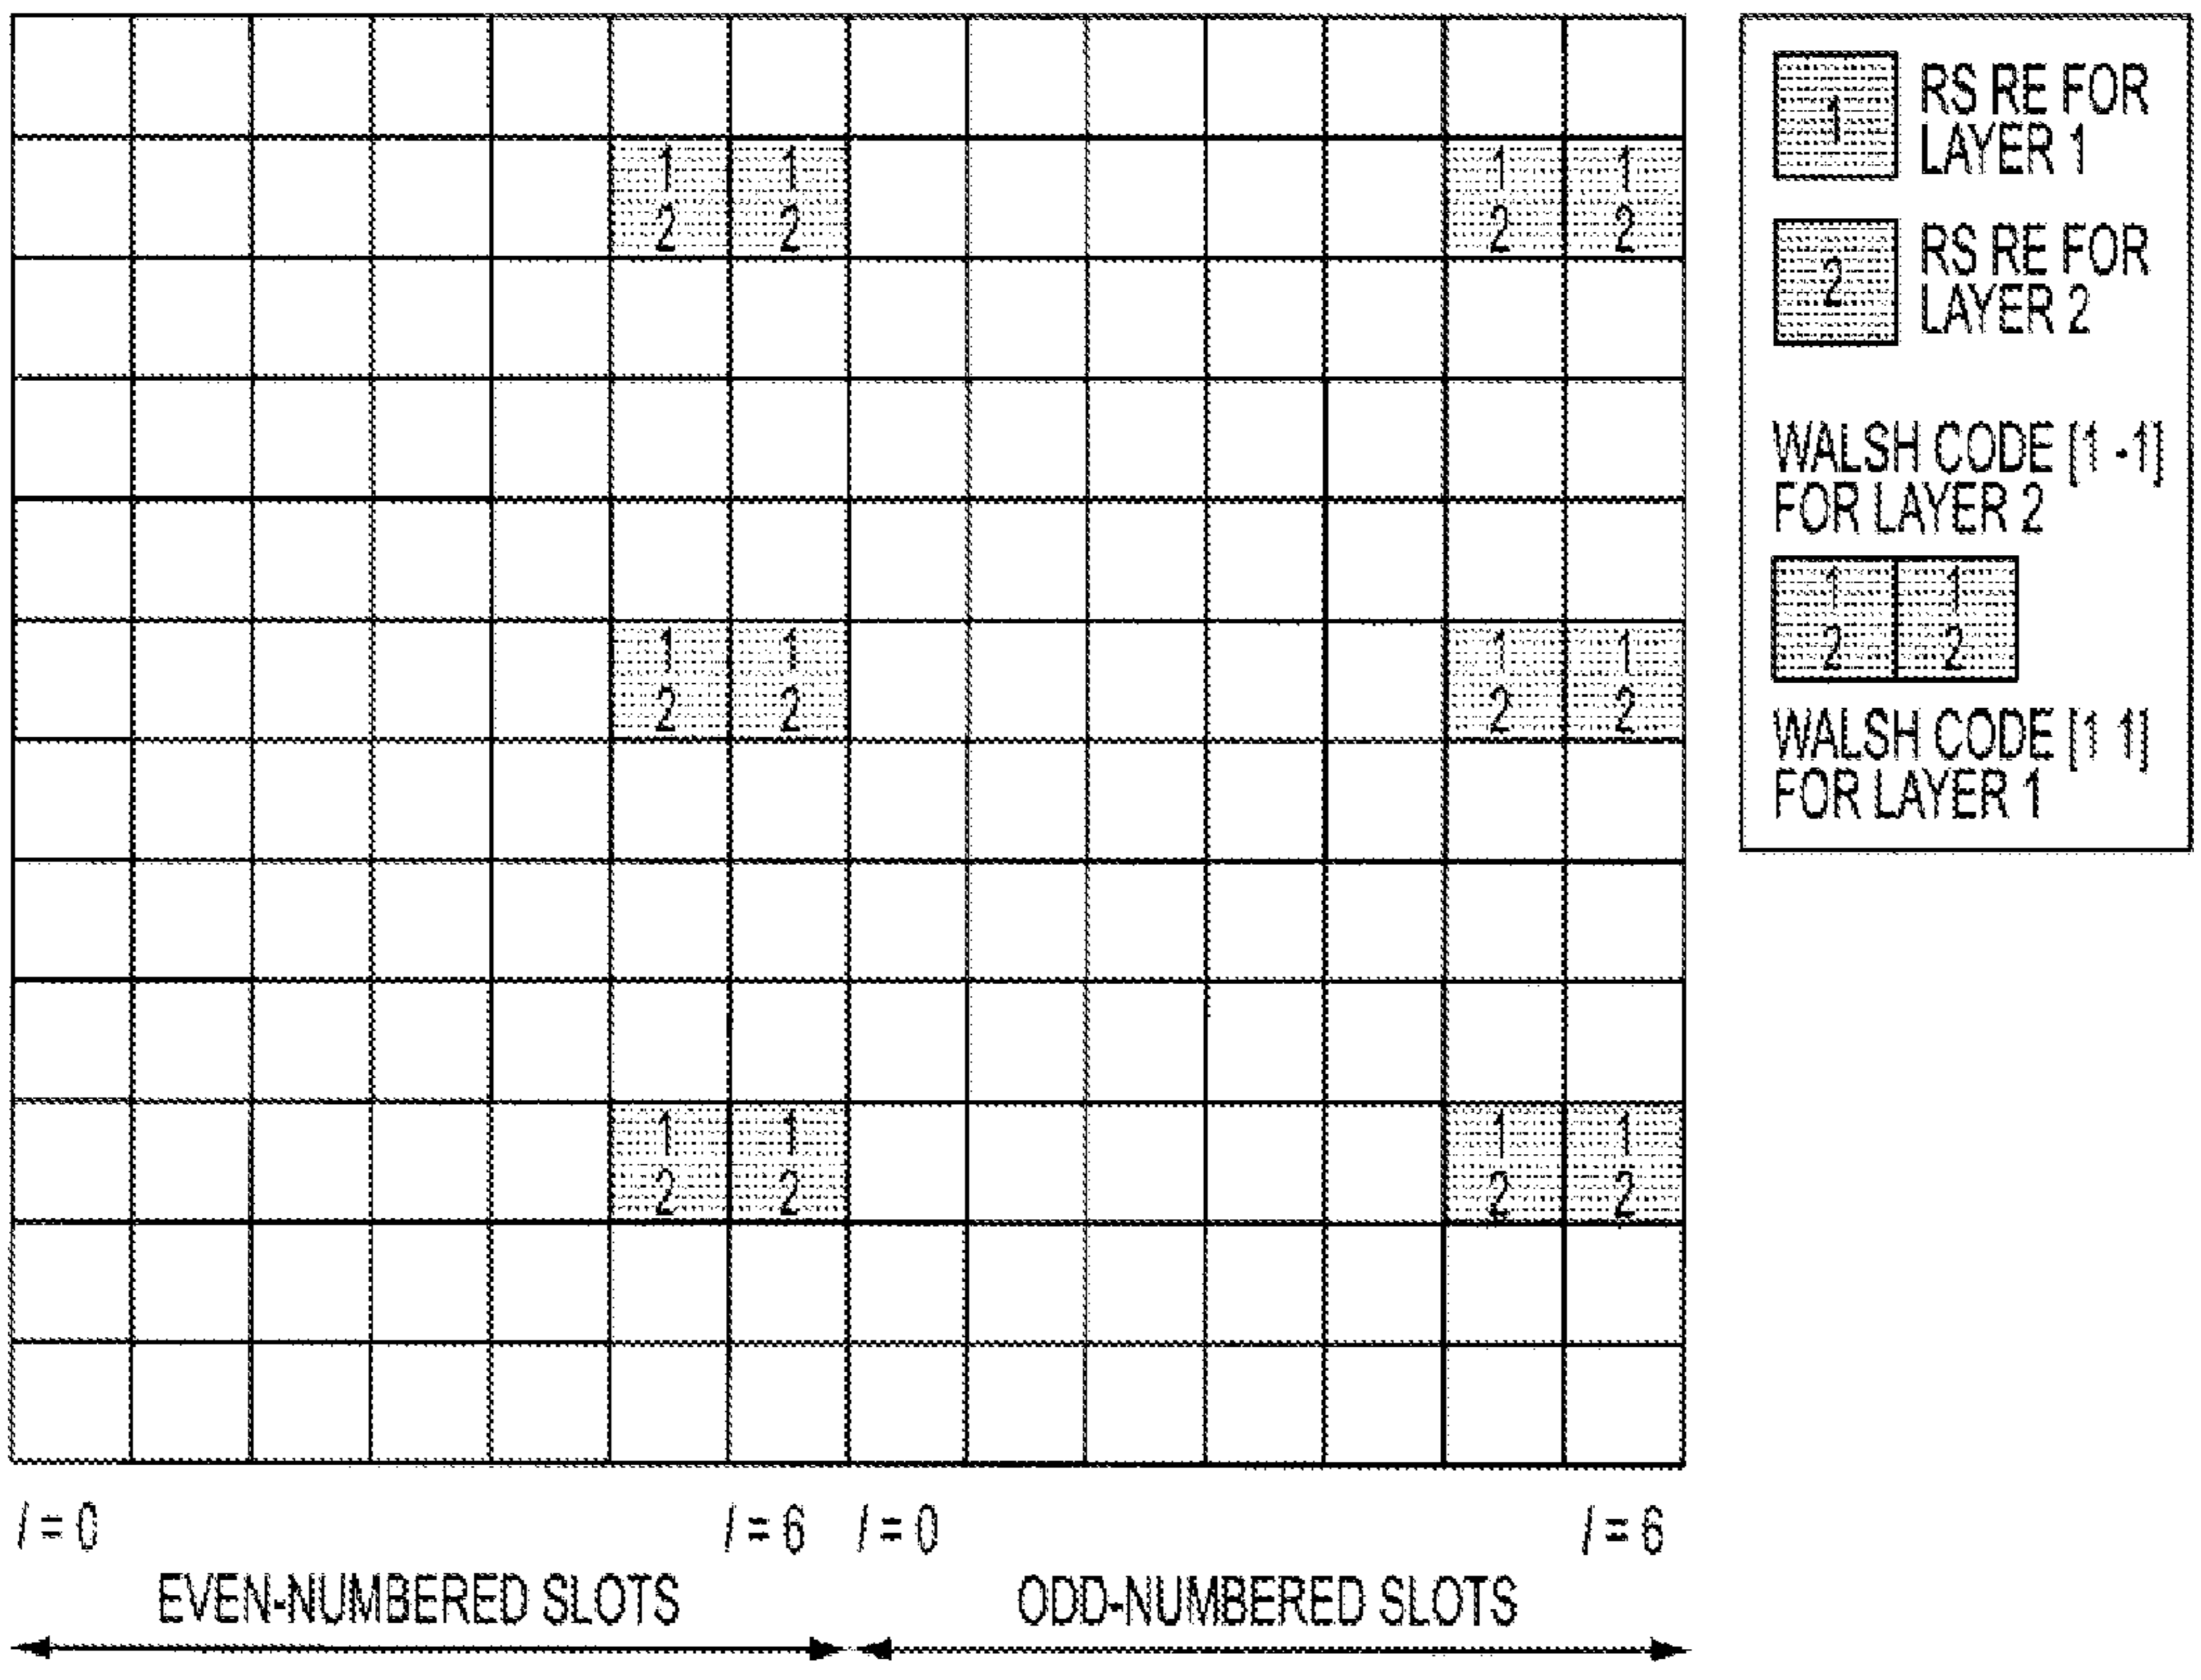 1 1 1 1
2 2 2 2
1 1 1 1
2 2 2 2
1 1 1 1
2 2 2 2
l = 0 l = 6 l = 0 l = 6
EVEN-NUMBERED SLOTS ODD-NUMBERED SLOTS
1 RS RE FOR
LAYER 1
2 RS RE FOR
LAYER 2
WALSH CODE [1 -1]
FOR LAYER 2
1 1
2 2
WALSH CODE [1 1]
FOR LAYER 1